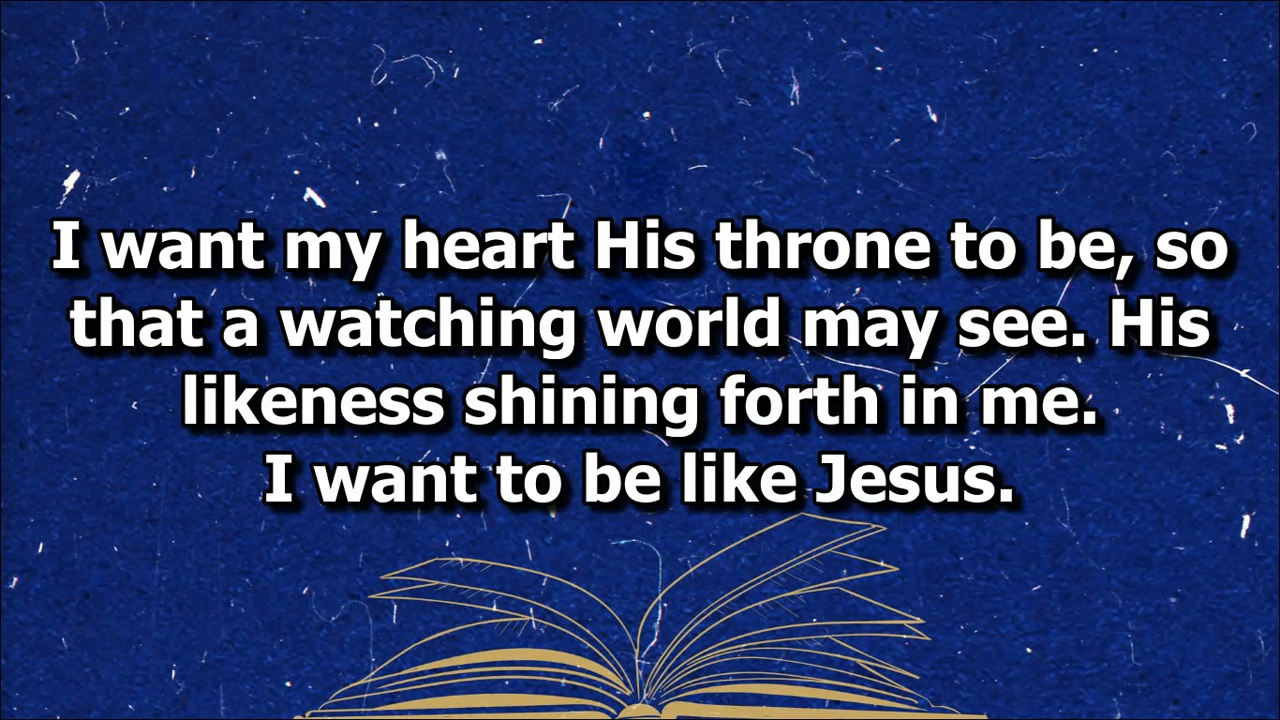 I want my heart His throne to be, so
that a watching world may see. His
likeness shining forth in me.
I want to be like Jesus.